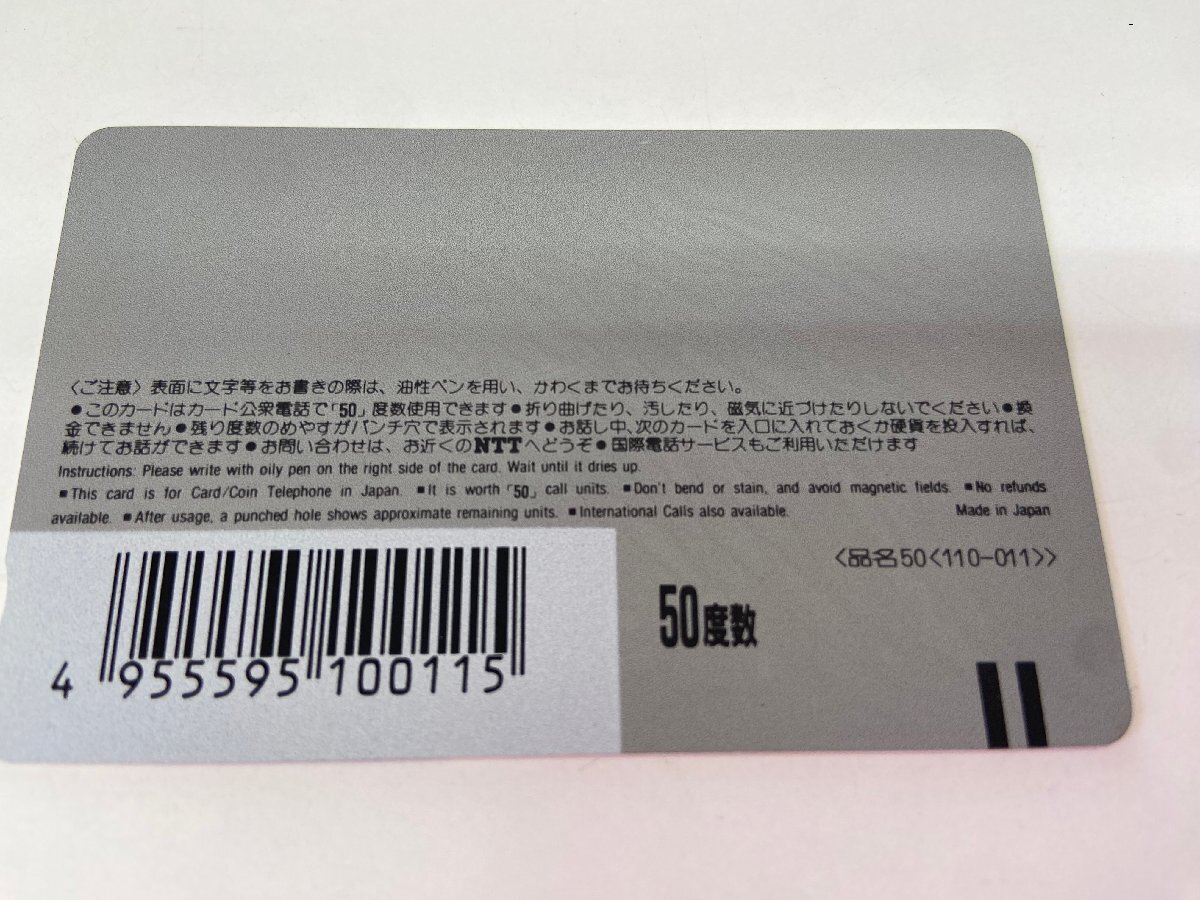 〈ご注意〉表面に文字等をお書きの際は、油性ペンを用い、かわくまでお待ちください。
●このカードはカード公衆電話で「50」度数使用できます●折り曲げたり、汚したり、磁気に近づけたりしないでください●換
金できません●残り度数のめやすがパンチ穴で表示されます●お話し中、次のカードを入口に入れておくか硬貨を投入すれば、
続けてお話ができます●お問い合わせは、お近くのNTTへどうぞ●国際電話サービスもご利用いただけます
Instructions: Please write with oily pen on the right side of the card. Wait until it dries up.
■This card is for Card/Coin Telephone in Japan. ■It is worth「50」call units. ■Don't bend or stain, and avoid magnetic fields. ■No refunds
available. ■After usage, a punched hole shows approximate remaining units. ■International Calls also available. Made in Japan
〈品名50〈110-011〉〉
50度数
4 955595 100115